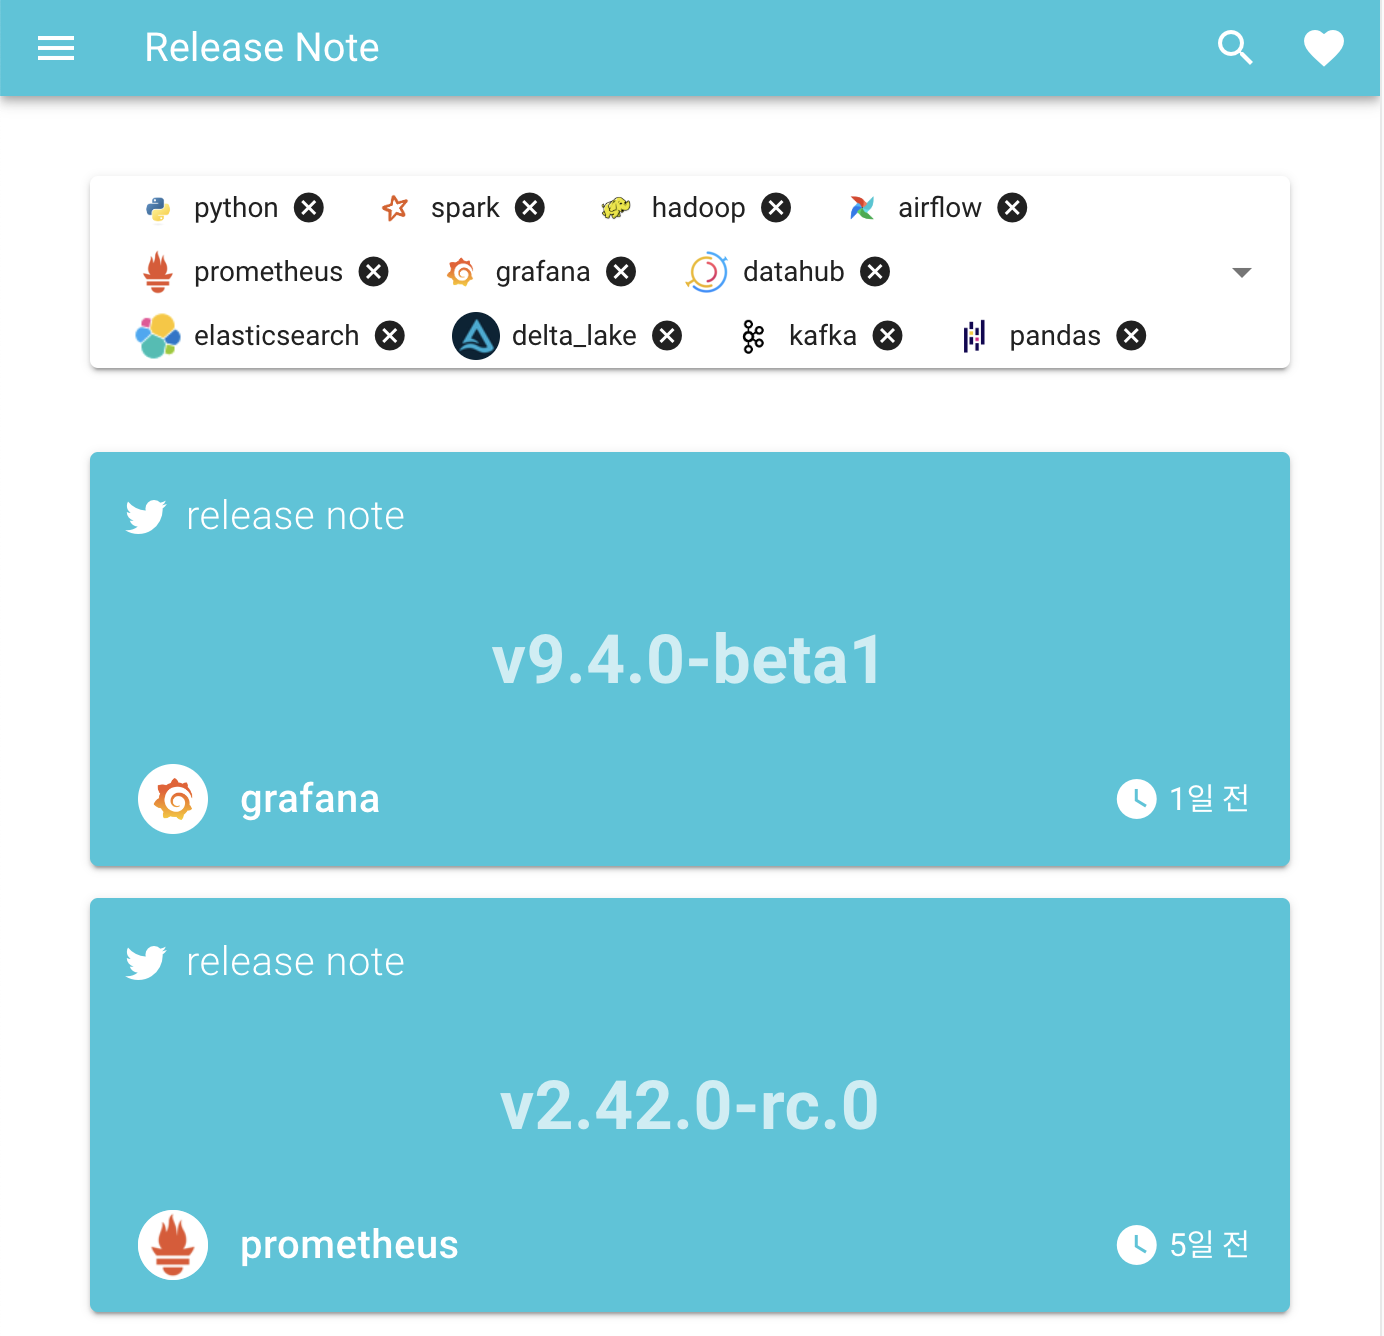 Release Note
python spark hadoop airflow
prometheus grafana datahub
elasticsearch delta_lake kafka pandas
release note
v9.4.0-beta1
grafana 1일 전
release note
v2.42.0-rc.0
prometheus 5일 전